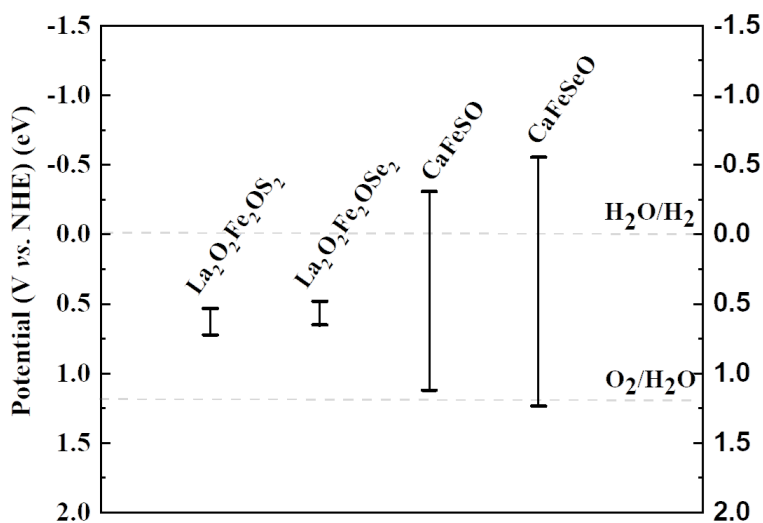 Potential (V vs. NHE) (eV)
-1.5
-1.0
-0.5
0.0
0.5
1.0
1.5
2.0
La₂O₂Fe₂OS₂
La₂O₂Fe₂OSe₂
CaFeSO
CaFeSeO
H₂O/H₂
O₂/H₂O
-1.5
-1.0
-0.5
0.0
0.5
1.0
1.5
2.0